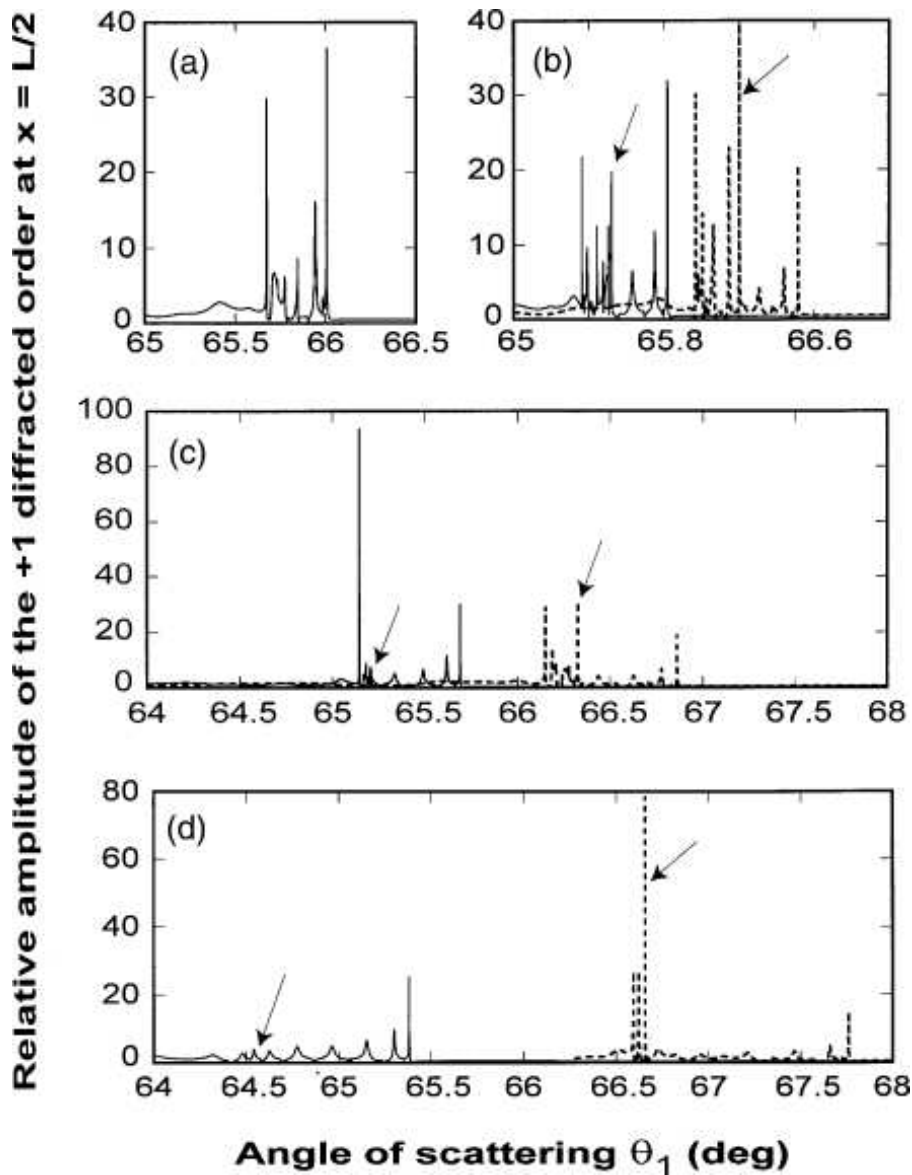 Relative amplitude of the +1 diffracted order at x = L/2
(a)
40
30
20
10
0
65 65.5 66 66.5
(b)
40
30
20
10
0
65 65.8 66.6
(c)
100
80
60
40
20
0
64 64.5 65 65.5 66 66.5 67 67.5 68
(d)
80
60
40
20
0
64 64.5 65 65.5 66 66.5 67 67.5 68
Angle of scattering θ1 (deg)